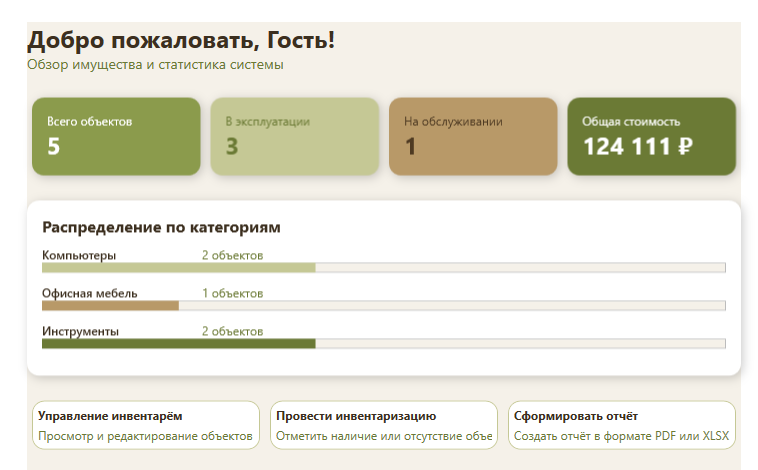 Добро пожаловать, Гость!
Обзор имущества и статистика системы
Всего объектов
5
В эксплуатации
3
На обслуживании
1
Общая стоимость
124 111 ₽
Распределение по категориям
Компьютеры 2 объектов
Офисная мебель 1 объектов
Инструменты 2 объектов
Управление инвентарём
Просмотр и редактирование объектов
Провести инвентаризацию
Отметить наличие или отсутствие объе
Сформировать отчёт
Создать отчёт в формате PDF или XLSX